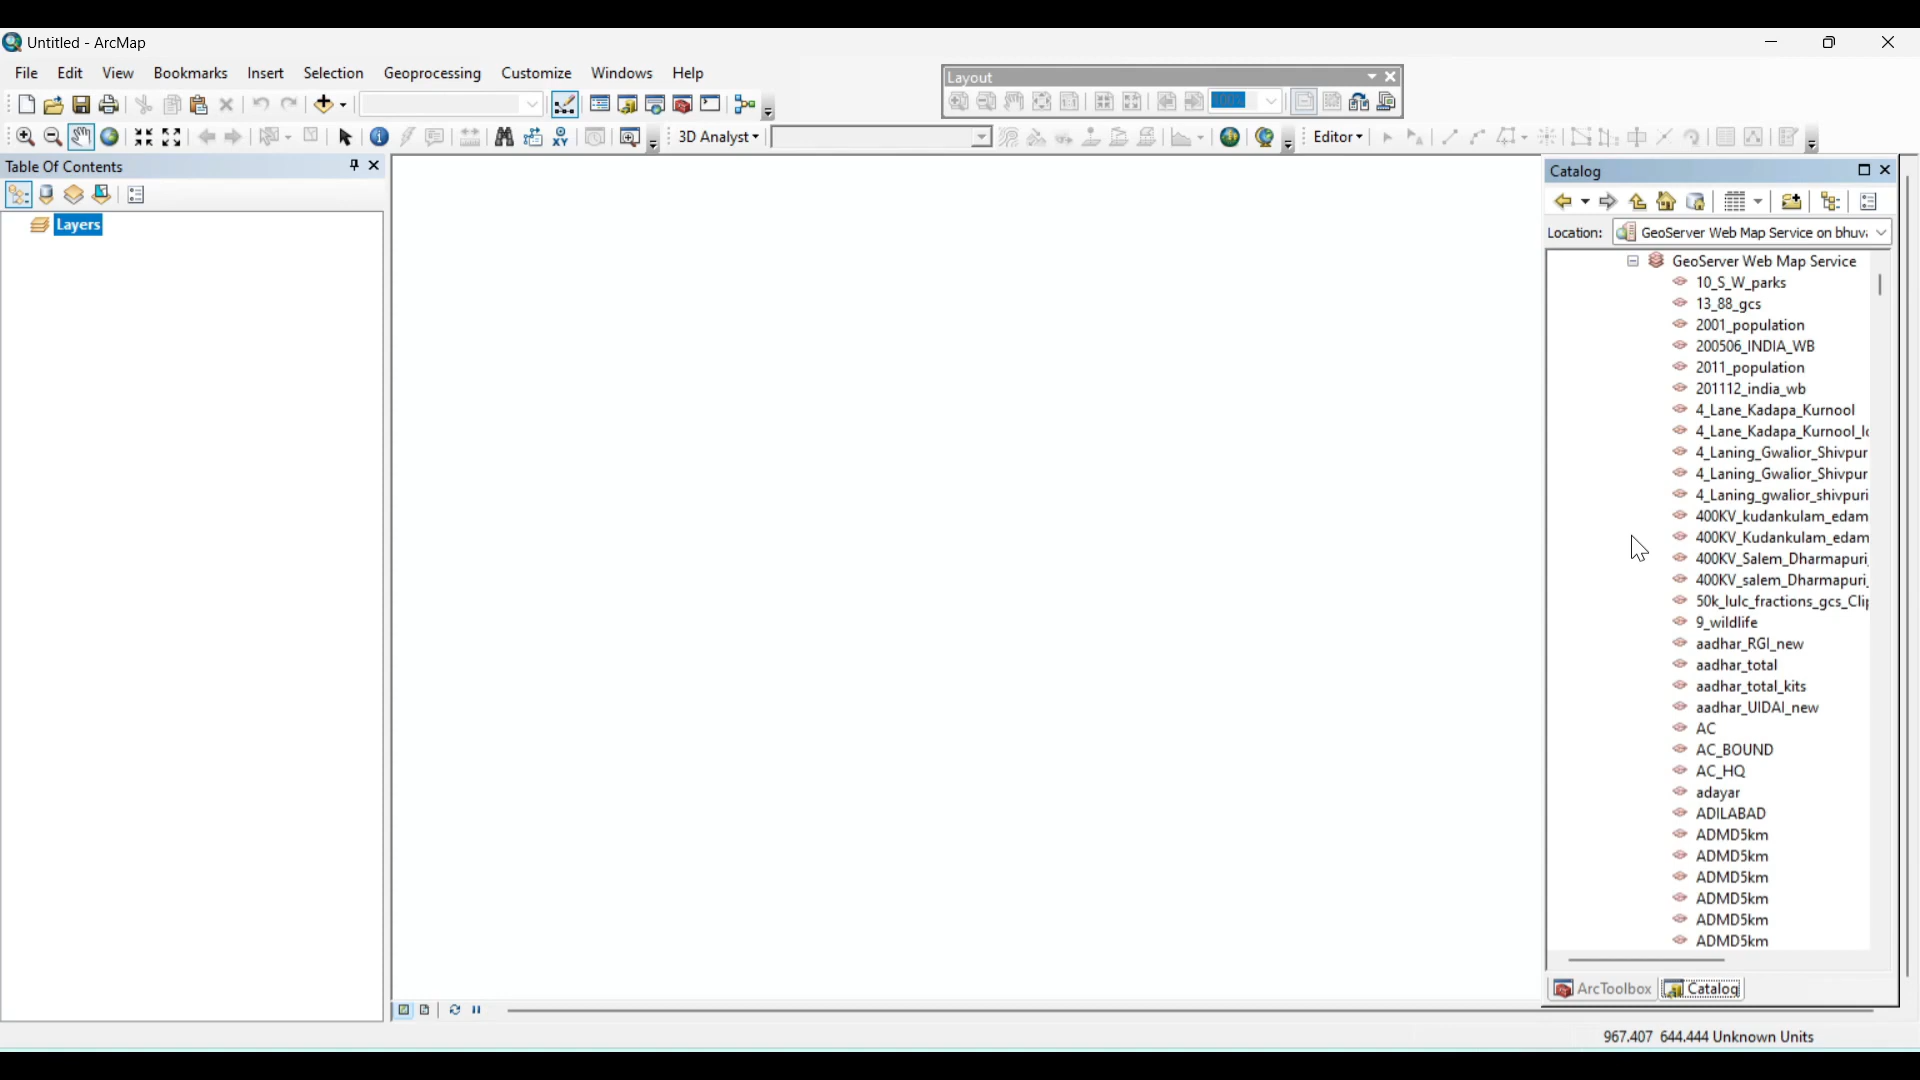 Untitled - ArcMap
File Edit View Bookmarks Insert Selection Geoprocessing Customize Windows Help
Layout
3D Analyst
Editor
Table Of Contents
Layers
Catalog
Location: GeoServer Web Map Service on bhuv
GeoServer Web Map Service
10_S_W_parks
13_88_gcs
2001_population
200506_INDIA_WB
2011_population
201112_india_wb
4_Lane_Kadapa_Kurnool
4_Lane_Kadapa_Kurnool_l
4_Laning_Gwalior_Shivpur
4_Laning_Gwalior_Shivpur
4_Laning_gwalior_shivpuri
400KV_kudankulam_edam
400KV_Kudankulam_edam
400KV_Salem_Dharmapuri_
400KV_salem_Dharmapuri_
50k_lulc_fractions_gcs_Cli
9_wildlife
aadhar_RGI_new
aadhar_total
aadhar_total_kits
aadhar_UIDAI_new
AC
AC_BOUND
AC_HQ
adayar
ADILABAD
ADMD5km
ADMD5km
ADMD5km
ADMD5km
ADMD5km
ADMD5km
ArcToolbox Catalog
967.407 644.444 Unknown Units